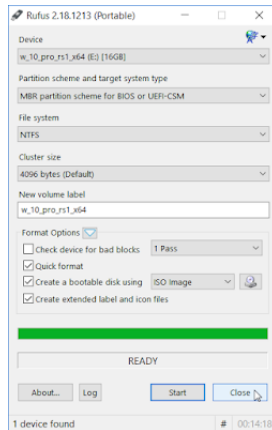 Rufus 2.18.1213 (Portable)
Device
w_10_pro_rs1_x64 (E:) [16GB]
Partition scheme and target system type
MBR partition scheme for BIOS or UEFI-CSM
File system
NTFS
Cluster size
4096 bytes (Default)
New volume label
w_10_pro_rs1_x64
Format Options
Check device for bad blocks 1 Pass
Quick format
Create a bootable disk using ISO Image
Create extended label and icon files
READY
About... Log Start Close
1 device found # 00:14:18